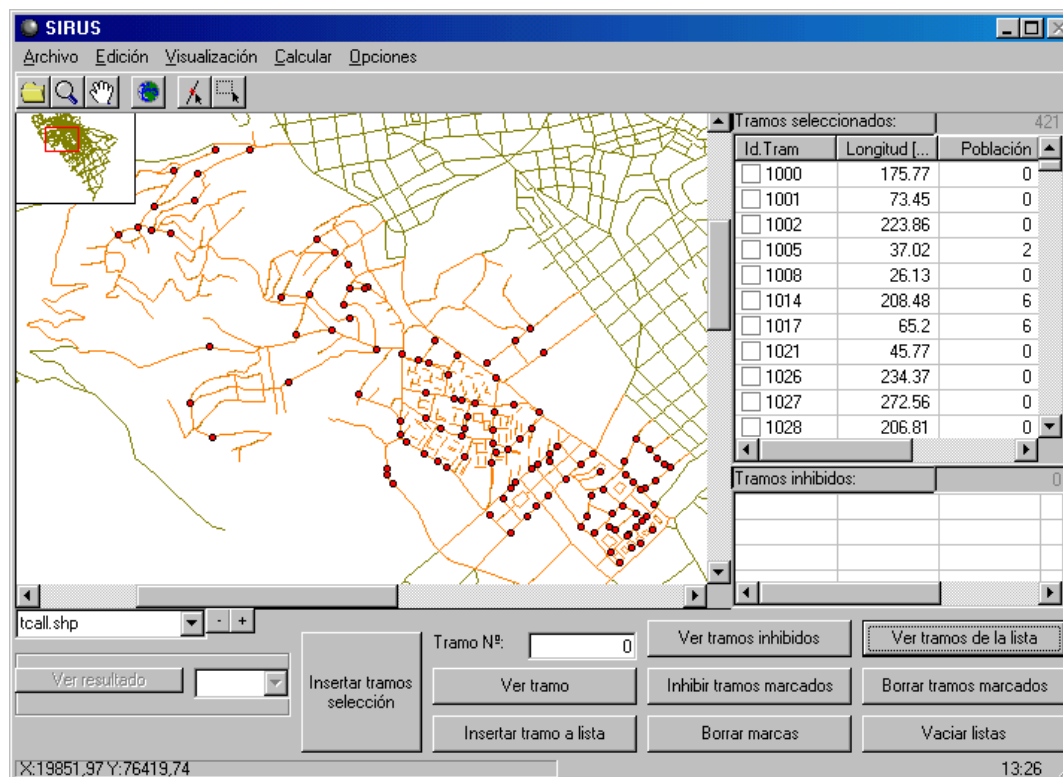 SIRUS
Archivo Edición Visualización Calcular Opciones
Tramos seleccionados: 421
Id.Tram Longitud [... Población
1000 175.77 0
1001 73.45 0
1002 223.86 0
1005 37.02 2
1008 26.13 0
1014 208.48 6
1017 65.2 6
1021 45.77 0
1026 234.37 0
1027 272.56 0
1028 206.81 0
Tramos inhibidos: 0
tcall.shp - +
Ver resultado
Insertar tramos selección
Tramo Nª: 0
Ver tramo
Insertar tramo a lista
Ver tramos inhibidos
Inhibir tramos marcados
Borrar marcas
Ver tramos de la lista
Borrar tramos marcados
Vaciar listas
X:19851,97 Y:76419,74 13:26